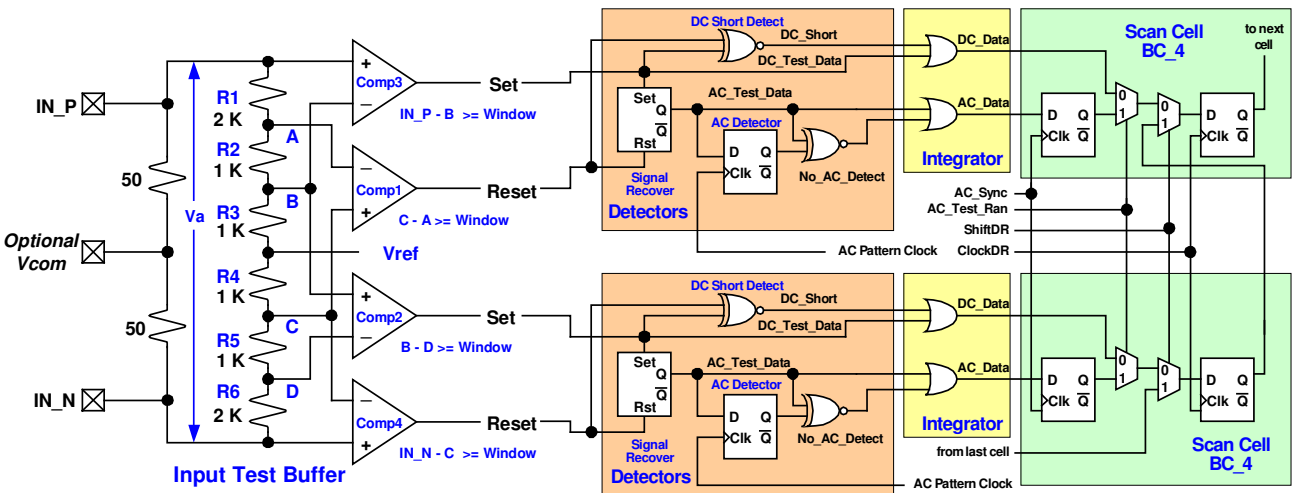 IN_P
50
Optional
Vcom
50
IN_N
Va
R1
2 K
A
R2
1 K
B
R3
1 K
Vref
R4
1 K
C
R5
1 K
D
R6
2 K
Input Test Buffer
+
Comp3
−
IN_P - B >= Window
Set
−
Comp1
+
C - A >= Window
Reset
+
Comp2
−
B - D >= Window
Set
−
Comp4
+
IN_N - C >= Window
Reset
DC Short Detect
DC_Short
DC_Test_Data
Set
Q
Q
Rst
Signal
Recover
AC_Test_Data
AC Detector
D
Q
Clk
Q
No_AC_Detect
Detectors
DC_Data
AC_Data
Integrator
Scan Cell
BC_4
to next
cell
D
Q
Clk
Q
0
1
0
1
D
Q
Clk
Q
AC_Sync
AC_Test_Ran
ShiftDR
AC Pattern Clock
ClockDR
DC Short Detect
DC_Short
DC_Test_Data
Set
Q
Q
Rst
Signal
Recover
AC_Test_Data
AC Detector
D
Q
Clk
Q
No_AC_Detect
Detectors
DC_Data
AC_Data
Integrator
D
Q
Clk
Q
0
1
0
1
D
Q
Clk
Q
from last cell
Scan Cell
BC_4
AC Pattern Clock